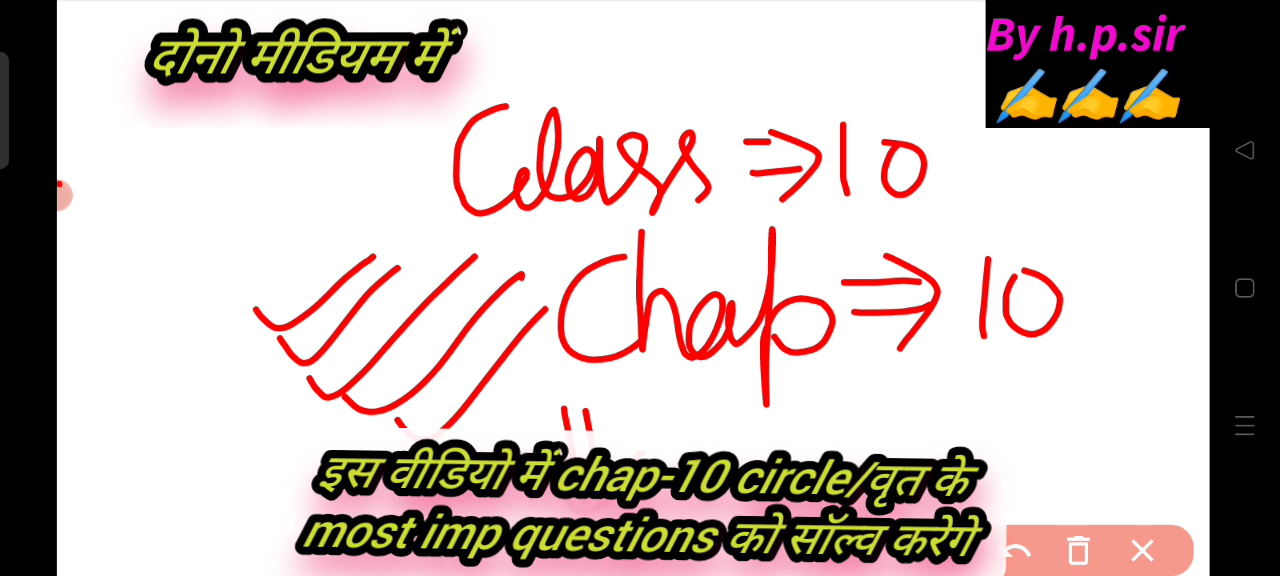 दोनो मीडियम में
By h.p.sir
Class ⇒ 10
Chap ⇒ 10
इस वीडियो में chap-10 circle/वृत के
most imp questions को सॉल्व करेगे